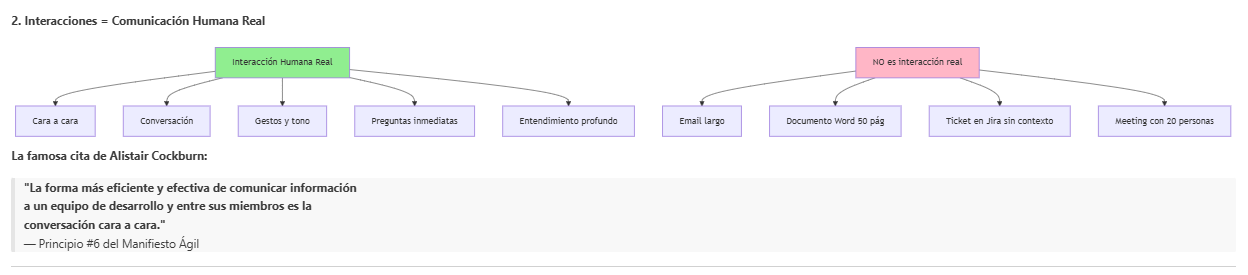 2. Interacciones = Comunicación Humana Real
Interacción Humana Real
NO es interacción real
Cara a cara
Conversación
Gestos y tono
Preguntas inmediatas
Entendimiento profundo
Email largo
Documento Word 50 pág
Ticket en Jira sin contexto
Meeting con 20 personas
La famosa cita de Alistair Cockburn:
"La forma más eficiente y efectiva de comunicar información
a un equipo de desarrollo y entre sus miembros es la
conversación cara a cara."
— Principio #6 del Manifiesto Ágil